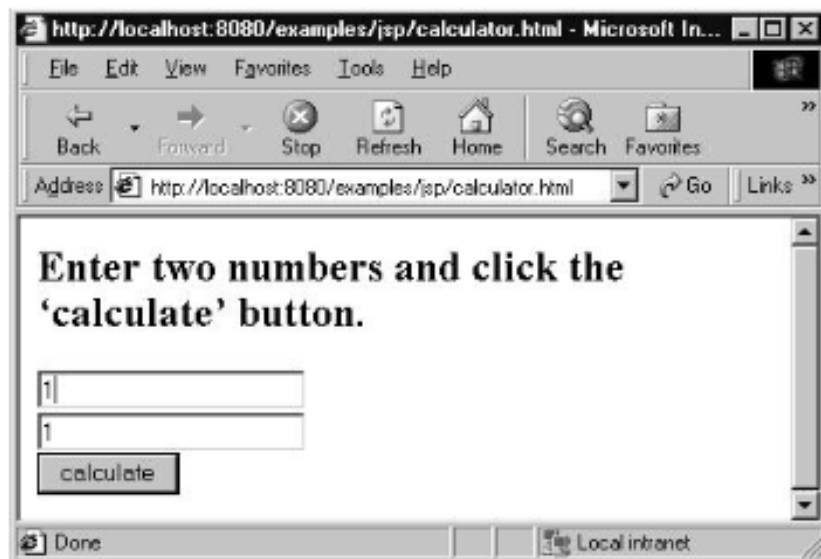 http://localhost:8080/examples/jsp/calculator.html - Microsoft In...
File Edit View Favorites Tools Help
Back Forward Stop Refresh Home Search Favorites »
Address http://localhost:8080/examples/jsp/calculator.html Go Links »
Enter two numbers and click the
‘calculate’ button.
1
1
calculate
Done Local intranet